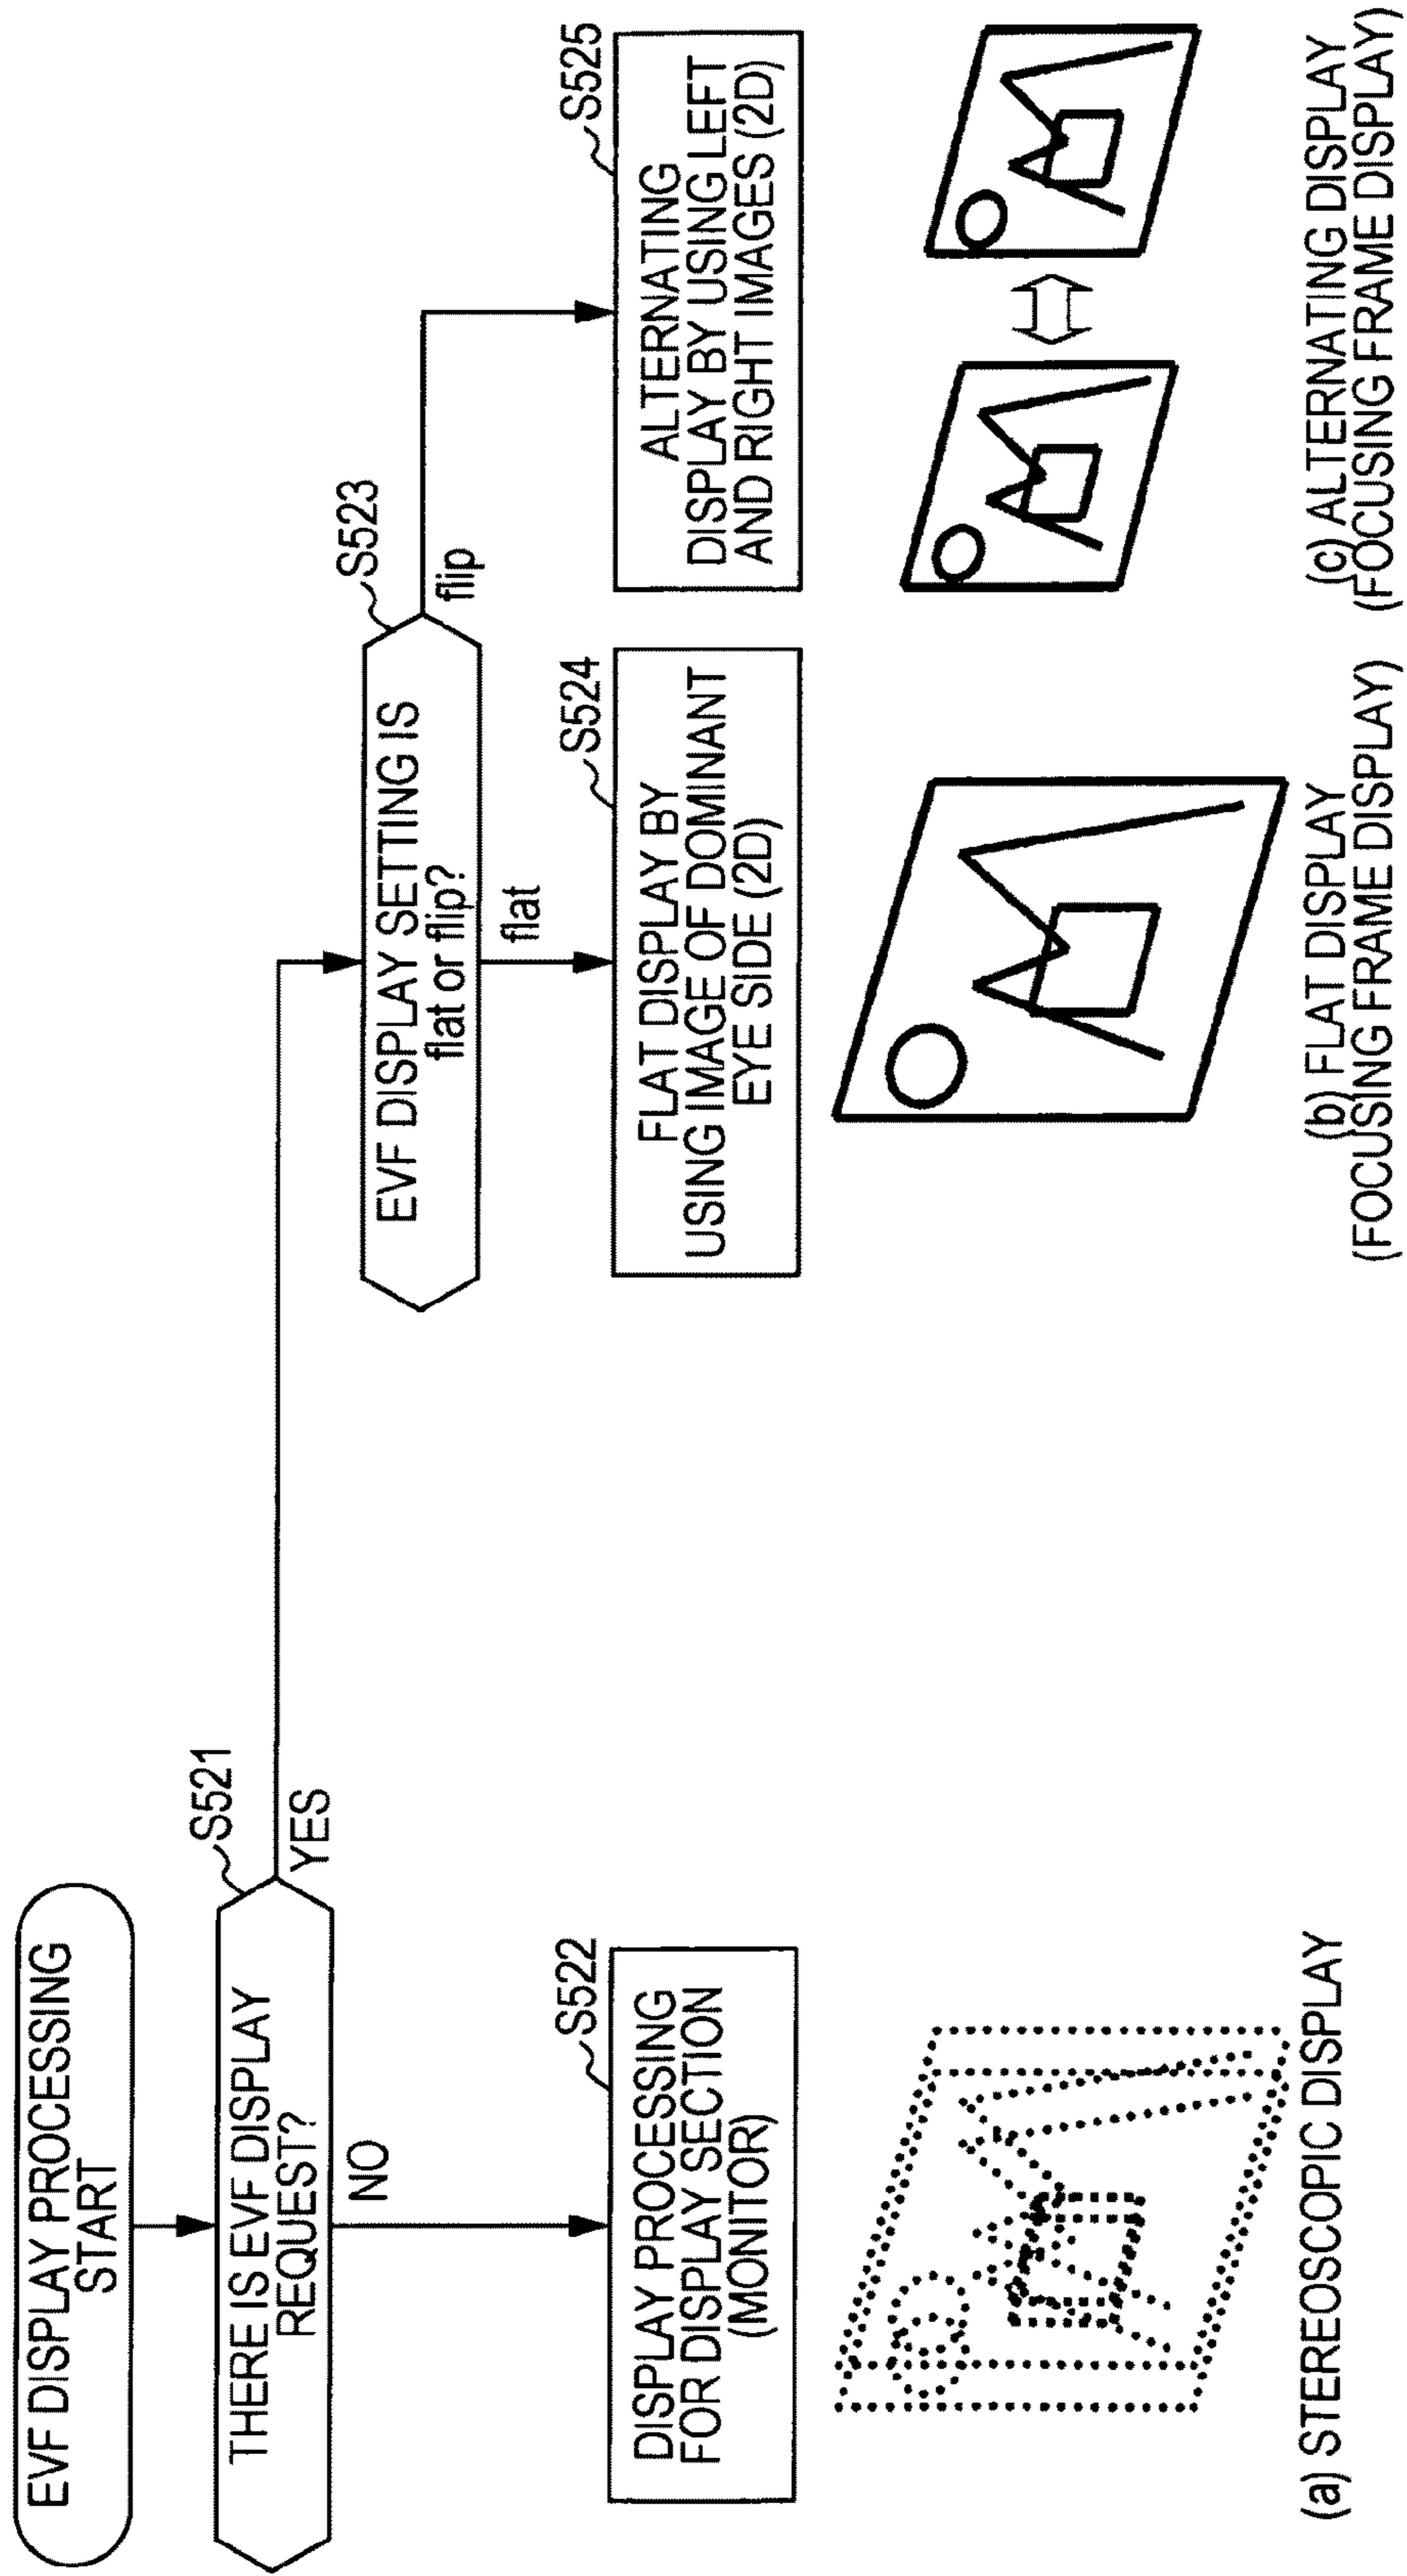 EVF DISPLAY PROCESSING
START
S521
THERE IS EVF DISPLAY
REQUEST?
YES
NO
S523
EVF DISPLAY SETTING IS
flat or flip?
flip
flat
S522
DISPLAY PROCESSING
FOR DISPLAY SECTION
(MONITOR)
S524
FLAT DISPLAY BY
USING IMAGE OF DOMINANT
EYE SIDE (2D)
S525
ALTERNATING
DISPLAY BY USING LEFT
AND RIGHT IMAGES (2D)
(a) STEREOSCOPIC DISPLAY
(b) FLAT DISPLAY
(FOCUSING FRAME DISPLAY)
(c) ALTERNATING DISPLAY
(FOCUSING FRAME DISPLAY)